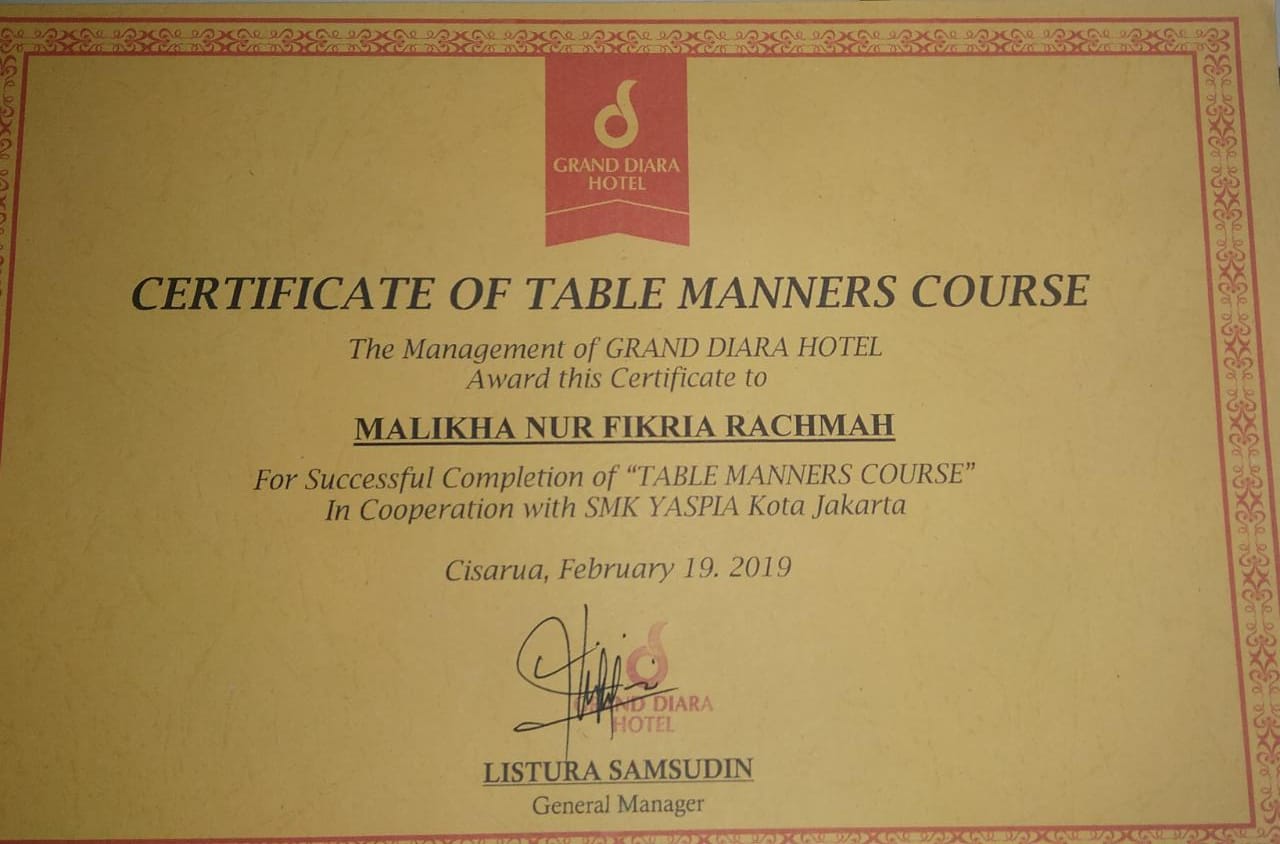 GRAND DIARA
HOTEL
CERTIFICATE OF TABLE MANNERS COURSE
The Management of GRAND DIARA HOTEL
Award this Certificate to
MALIKHA NUR FIKRIA RACHMAH
For Successful Completion of “TABLE MANNERS COURSE”
In Cooperation with SMK YASPIA Kota Jakarta
Cisarua, February 19. 2019
GRAND DIARA
HOTEL
LISTURA SAMSUDIN
General Manager